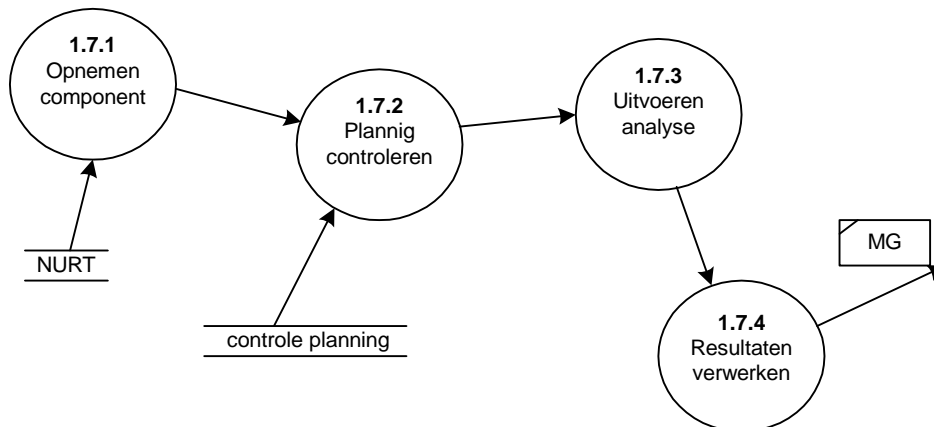 1.7.1
Opnemen
component
1.7.2
Plannig
controleren
1.7.3
Uitvoeren
analyse
MG
NURT
controle planning
1.7.4
Resultaten
verwerken